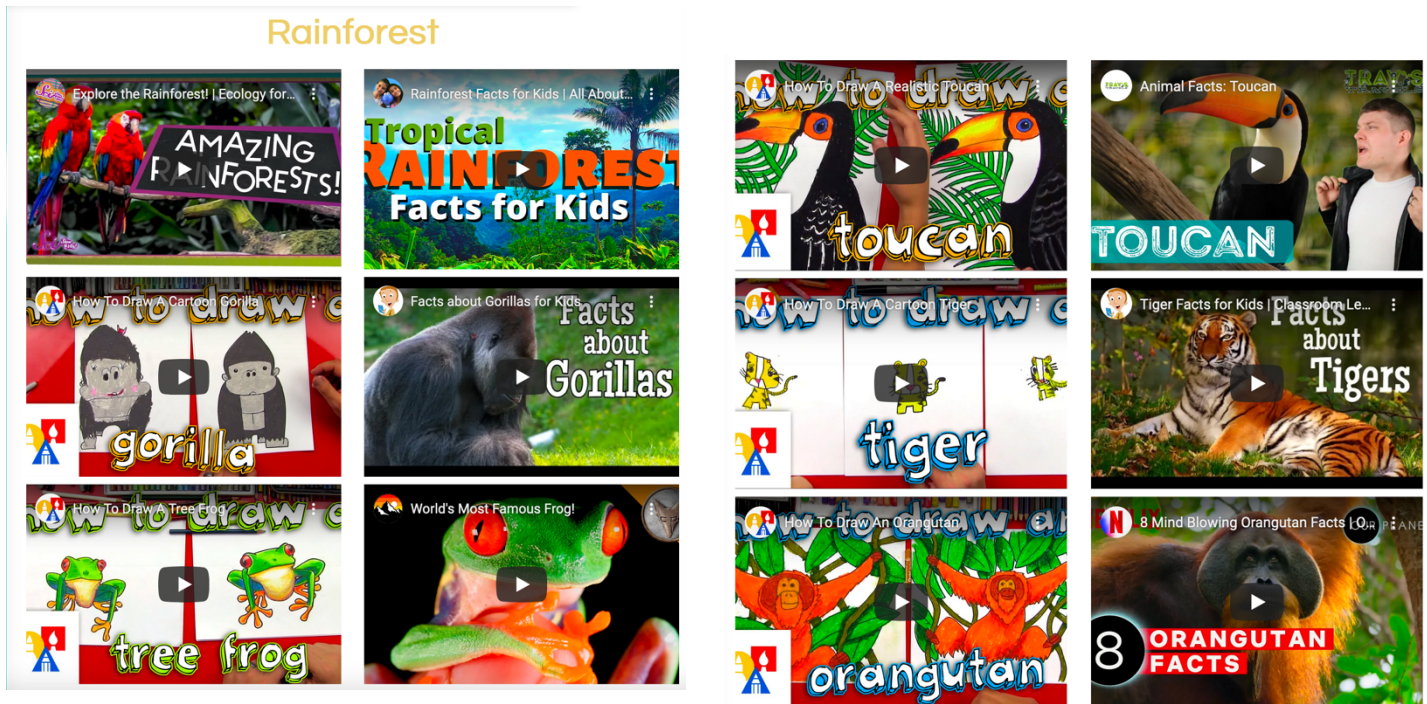 Rainforest
Explore the Rainforest! | Ecology for...
AMAZING
RAINFORESTS!
Rainforest Facts for Kids | All About...
Tropical
RAINFOREST
Facts for Kids
How To Draw A Cartoon Gorilla
how to draw a
gorilla
Facts about Gorillas for Kids
Facts
about
Gorillas
How To Draw A Tree Frog
how to draw a
tree frog
World's Most Famous Frog!
How To Draw A Realistic Toucan
how to draw a
toucan
Animal Facts: Toucan
TOUCAN
How To Draw A Cartoon Tiger
how to draw a
tiger
Tiger Facts for Kids | Classroom Le...
Facts
about
Tigers
How To Draw An Orangutan
how to draw an
orangutan
8 Mind Blowing Orangutan Facts | O...
OUR PLANE
8
ORANGUTAN
FACTS